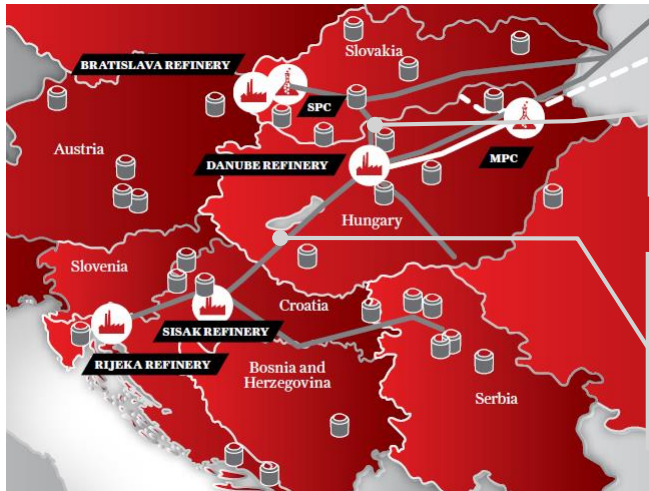 Slovakia
BRATISLAVA REFINERY
SPC
Austria
DANUBE REFINERY
MPC
Hungary
Slovenia
Croatia
SISAK REFINERY
RIJEKA REFINERY
Bosnia and
Herzegovina
Serbia